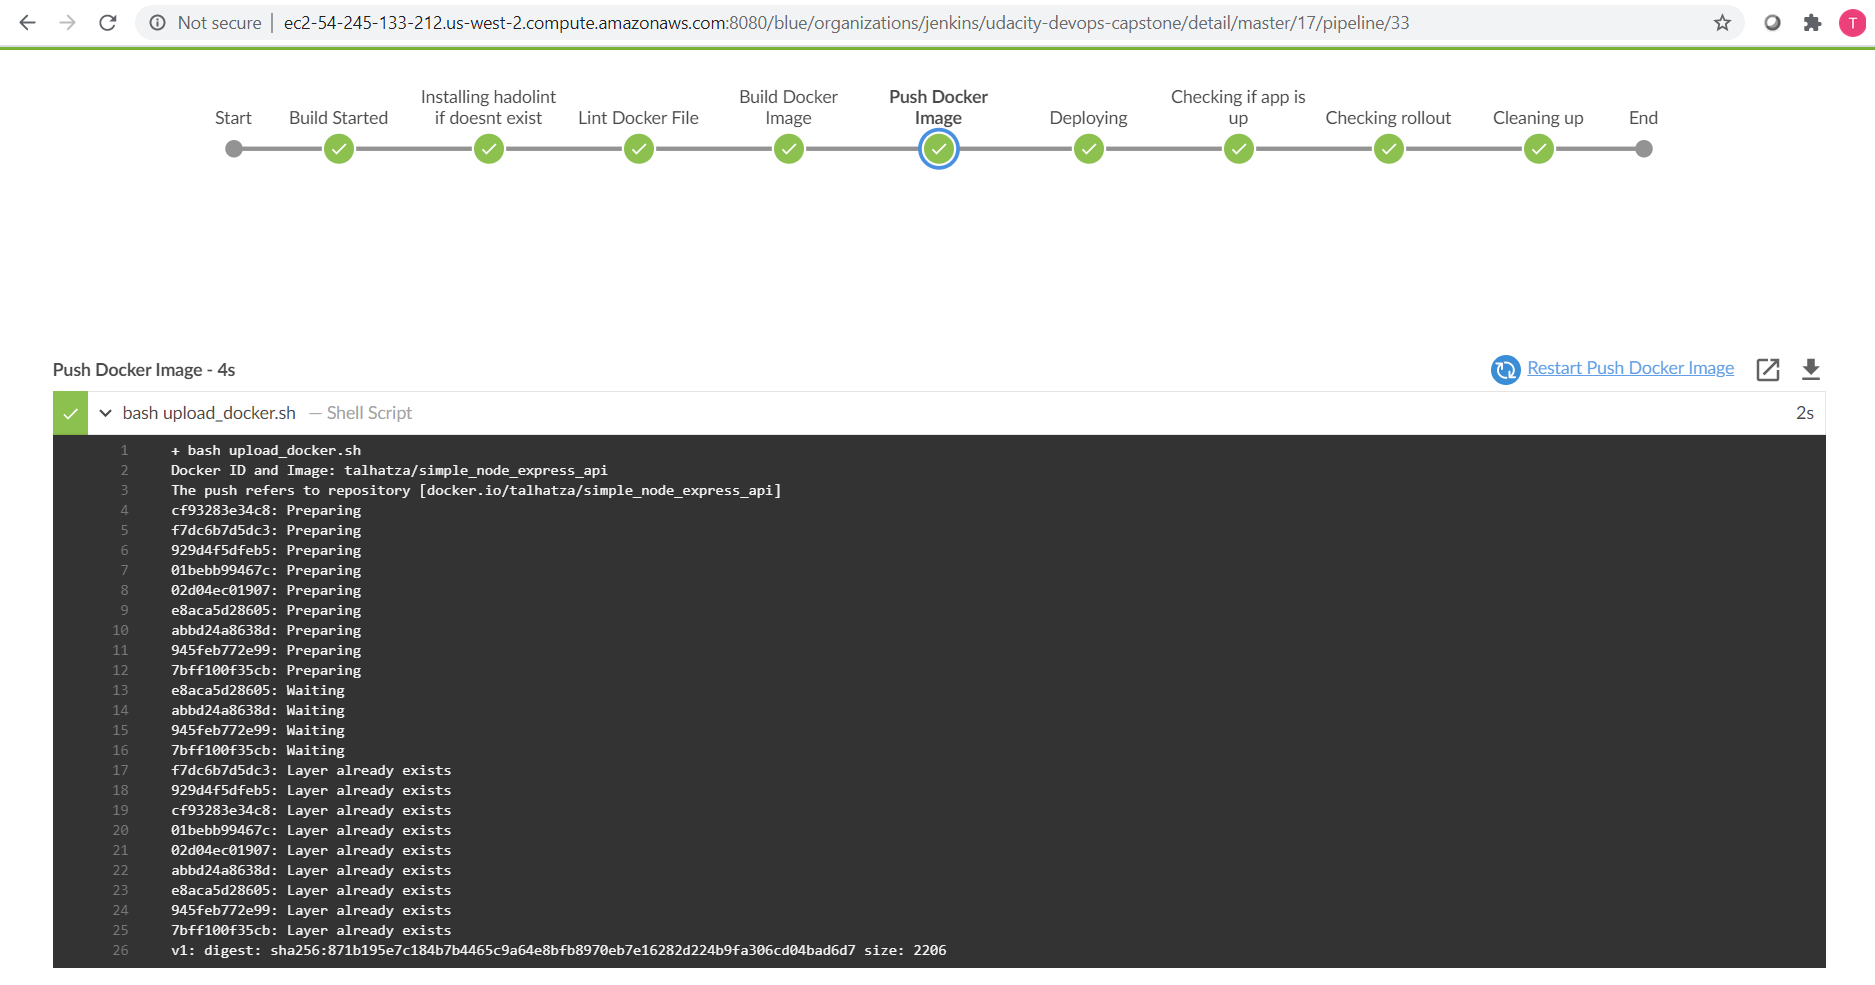 Not secure | ec2-54-245-133-212.us-west-2.compute.amazonaws.com:8080/blue/organizations/jenkins/udacity-devops-capstone/detail/master/17/pipeline/33
T
Start
Build Started
Installing hadolint
if doesnt exist
Lint Docker File
Build Docker
Image
Push Docker
Image
Deploying
Checking if app is
up
Checking rollout
Cleaning up
End
Push Docker Image - 4s
Restart Push Docker Image
bash upload_docker.sh — Shell Script
2s
1 + bash upload_docker.sh
2 Docker ID and Image: talhatza/simple_node_express_api
3 The push refers to repository [docker.io/talhatza/simple_node_express_api]
4 cf93283e34c8: Preparing
5 f7dc6b7d5dc3: Preparing
6 929d4f5dfeb5: Preparing
7 01bebb99467c: Preparing
8 02d04ec01907: Preparing
9 e8aca5d28605: Preparing
10 abbd24a8638d: Preparing
11 945feb772e99: Preparing
12 7bff100f35cb: Preparing
13 e8aca5d28605: Waiting
14 abbd24a8638d: Waiting
15 945feb772e99: Waiting
16 7bff100f35cb: Waiting
17 f7dc6b7d5dc3: Layer already exists
18 929d4f5dfeb5: Layer already exists
19 cf93283e34c8: Layer already exists
20 01bebb99467c: Layer already exists
21 02d04ec01907: Layer already exists
22 abbd24a8638d: Layer already exists
23 e8aca5d28605: Layer already exists
24 945feb772e99: Layer already exists
25 7bff100f35cb: Layer already exists
26 v1: digest: sha256:871b195e7c184b7b4465c9a64e8bfb8970eb7e16282d224b9fa306cd04bad6d7 size: 2206